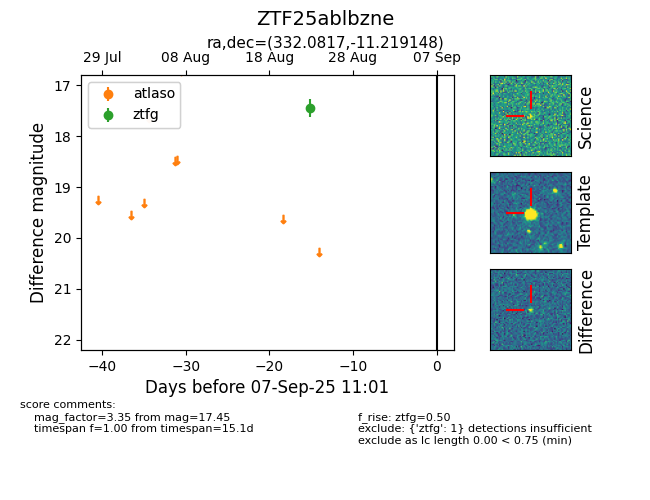 ZTF25ablbzne
ra,dec=(332.0817,-11.219148)
29 Jul 08 Aug 18 Aug 28 Aug 07 Sep
atlaso
ztfg
17
18
19
20
21
22
Difference magnitude
−40 −30 −20 −10 0
Days before 07-Sep-25 11:01
Science
Template
Difference
score comments:
mag_factor=3.35 from mag=17.45
timespan f=1.00 from timespan=15.1d
f_rise: ztfg=0.50
exclude: {'ztfg': 1} detections insufficient
exclude as lc length 0.00 < 0.75 (min)